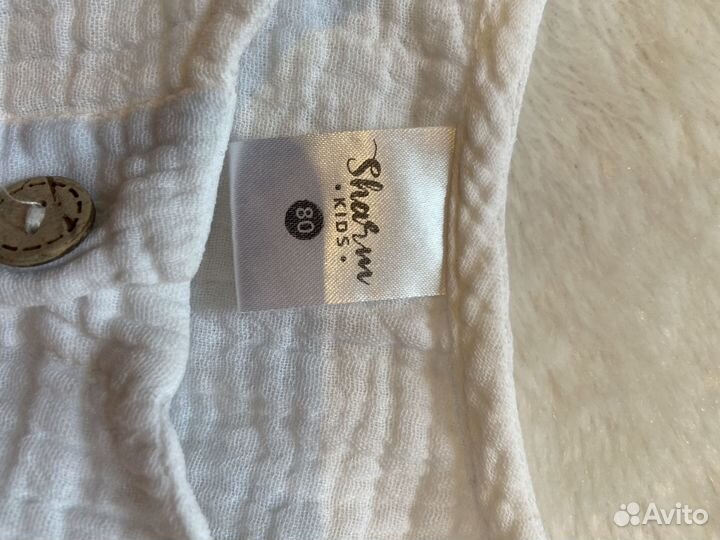 Sharm
• KIDS •
80
Avito